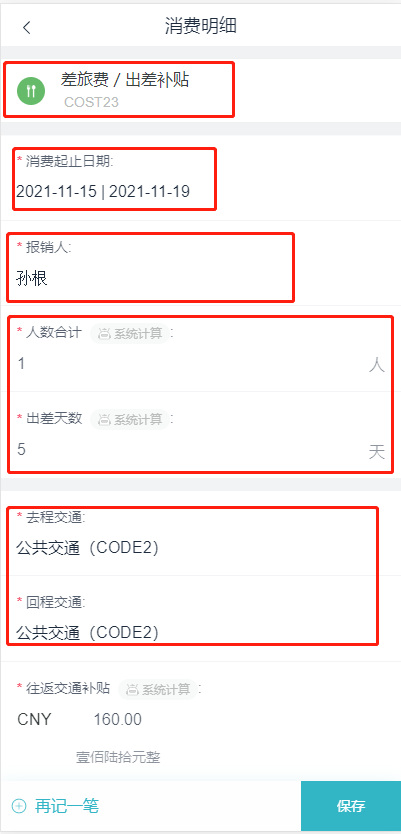 消费明细
差旅费 / 出差补贴
COST23
* 消费起止日期:
2021-11-15 | 2021-11-19
* 报销人:
孙根
* 人数合计 系统计算 :
1 人
* 出差天数 系统计算 :
5 天
* 去程交通:
公共交通（CODE2）
* 回程交通:
公共交通（CODE2）
* 往返交通补贴 系统计算 :
CNY 160.00
壹佰陆拾元整
再记一笔 保存